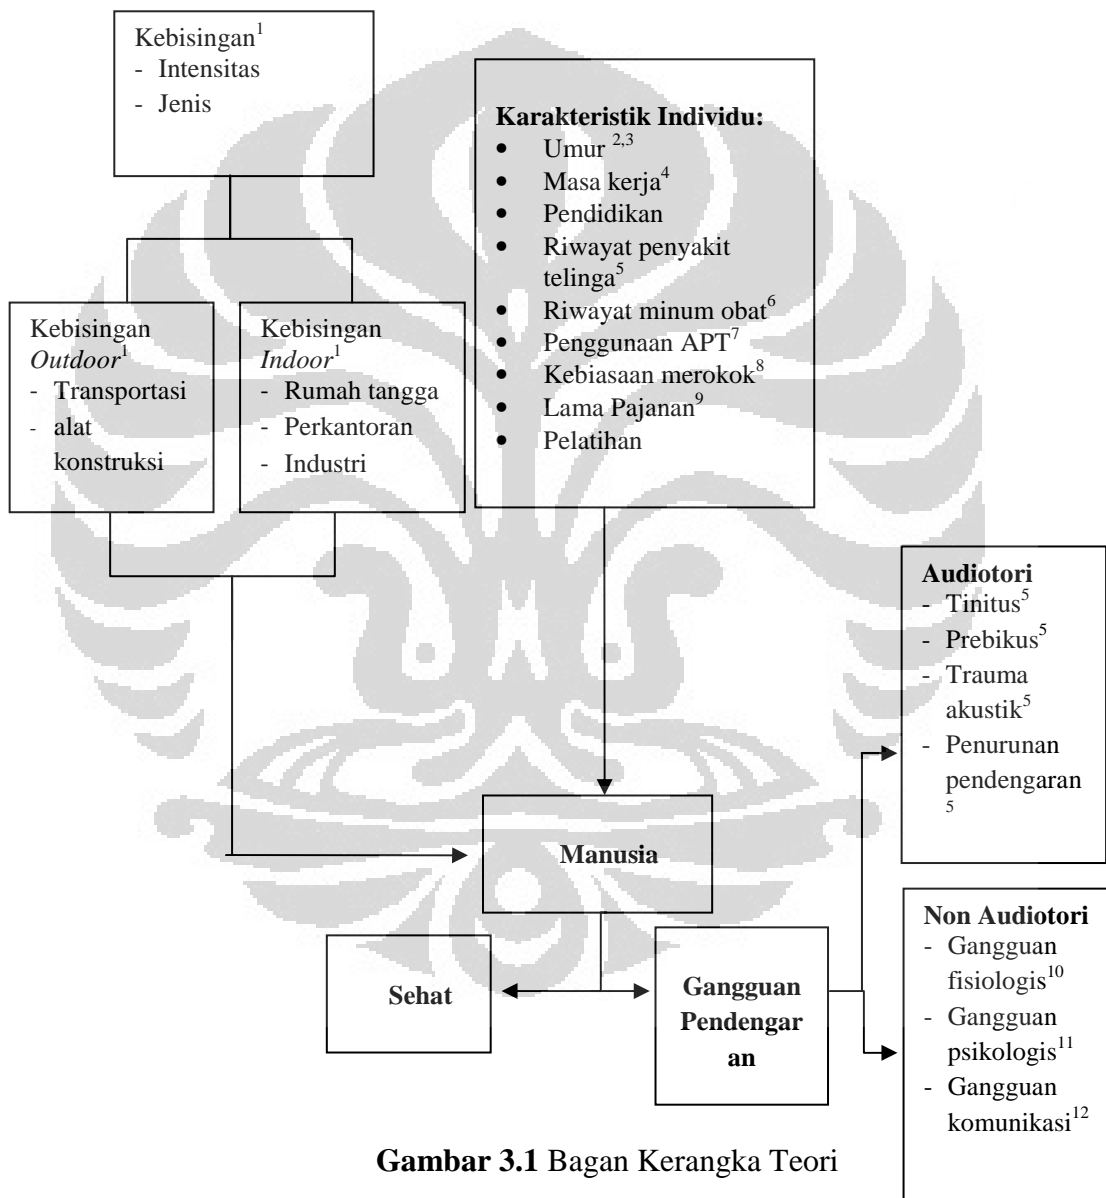 Kebisingan1
- Intensitas
- Jenis
Kebisingan
Outdoor1
- Transportasi
- alat
konstruksi
Kebisingan
Indoor1
- Rumah tangga
- Perkantoran
- Industri
Karakteristik Individu:
• Umur 2,3
• Masa kerja4
• Pendidikan
• Riwayat penyakit
telinga5
• Riwayat minum obat6
• Penggunaan APT7
• Kebiasaan merokok8
• Lama Pajanan9
• Pelatihan
Manusia
Sehat
Gangguan
Pendengar
an
Audiotori
- Tinitus5
- Prebikus5
- Trauma
akustik5
- Penurunan
pendengaran
5
Non Audiotori
- Gangguan
fisiologis10
- Gangguan
psikologis11
- Gangguan
komunikasi12
Gambar 3.1 Bagan Kerangka Teori